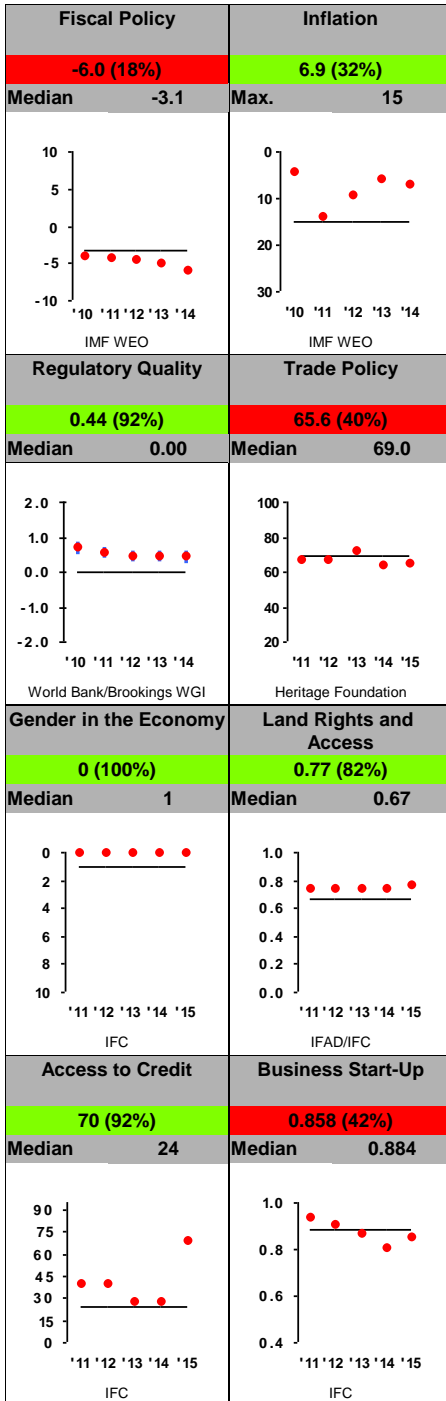 Fiscal Policy
-6.0 (18%)
Median -3.1
10
5
0
-5
-10
'10 '11 '12 '13 '14
IMF WEO
Inflation
6.9 (32%)
Max. 15
0
10
20
30
'10 '11 '12 '13 '14
IMF WEO
Regulatory Quality
0.44 (92%)
Median 0.00
2.0
1.0
0.0
-1.0
-2.0
'10 '11 '12 '13 '14
World Bank/Brookings WGI
Trade Policy
65.6 (40%)
Median 69.0
100
80
60
40
20
'11 '12 '13 '14 '15
Heritage Foundation
Gender in the Economy
0 (100%)
Median 1
0
2
4
6
8
10
'11 '12 '13 '14 '15
IFC
Land Rights and
Access
0.77 (82%)
Median 0.67
1.0
0.8
0.6
0.4
0.2
0.0
'11 '12 '13 '14 '15
IFAD/IFC
Access to Credit
70 (92%)
Median 24
90
75
60
45
30
15
0
'11 '12 '13 '14 '15
IFC
Business Start-Up
0.858 (42%)
Median 0.884
1.0
0.8
0.6
0.4
'11 '12 '13 '14 '15
IFC